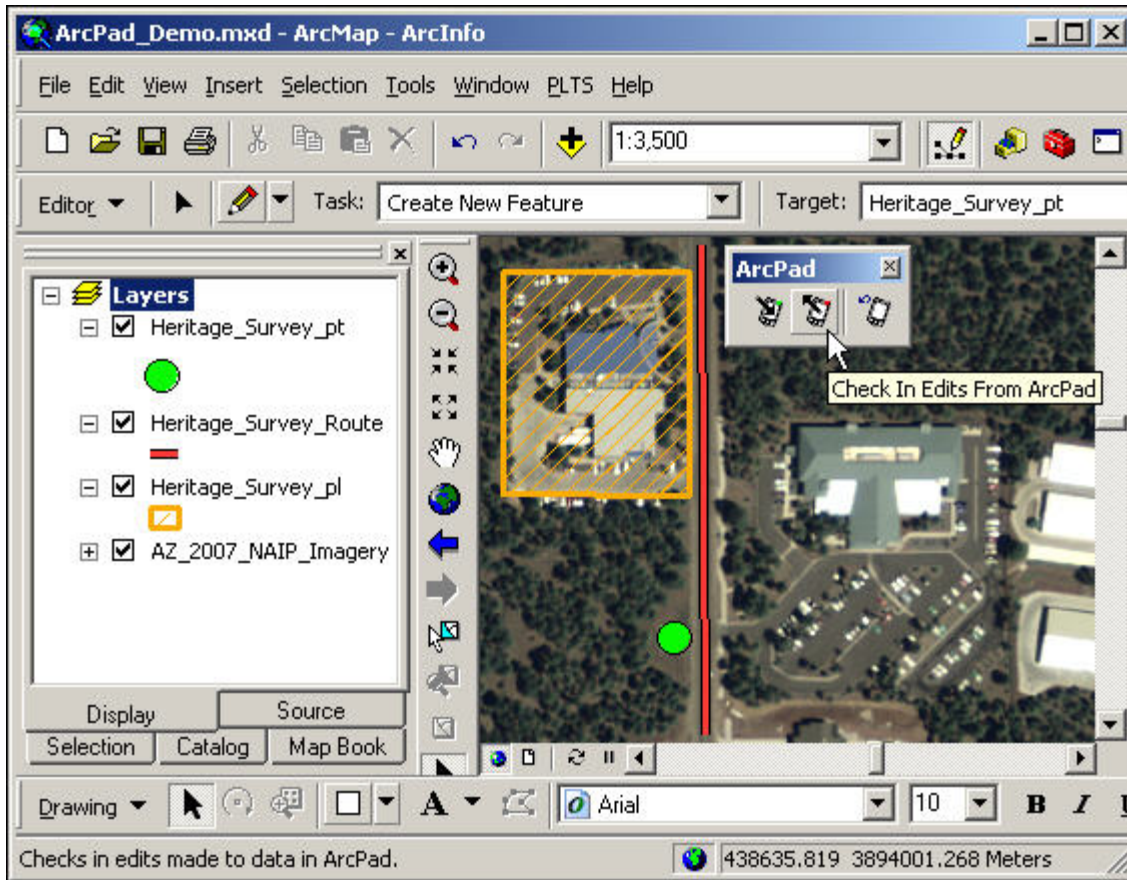 ArcPad_Demo.mxd - ArcMap - ArcInfo
File Edit View Insert Selection Tools Window PLTS Help
1:3,500
Editor Task: Create New Feature Target: Heritage_Survey_pt
Layers
Heritage_Survey_pt
Heritage_Survey_Route
Heritage_Survey_pl
AZ_2007_NAIP_Imagery
Display Source
Selection Catalog Map Book
ArcPad
Check In Edits From ArcPad
Drawing A Arial 10 B I U
Checks in edits made to data in ArcPad. 438635.819 3894001.268 Meters